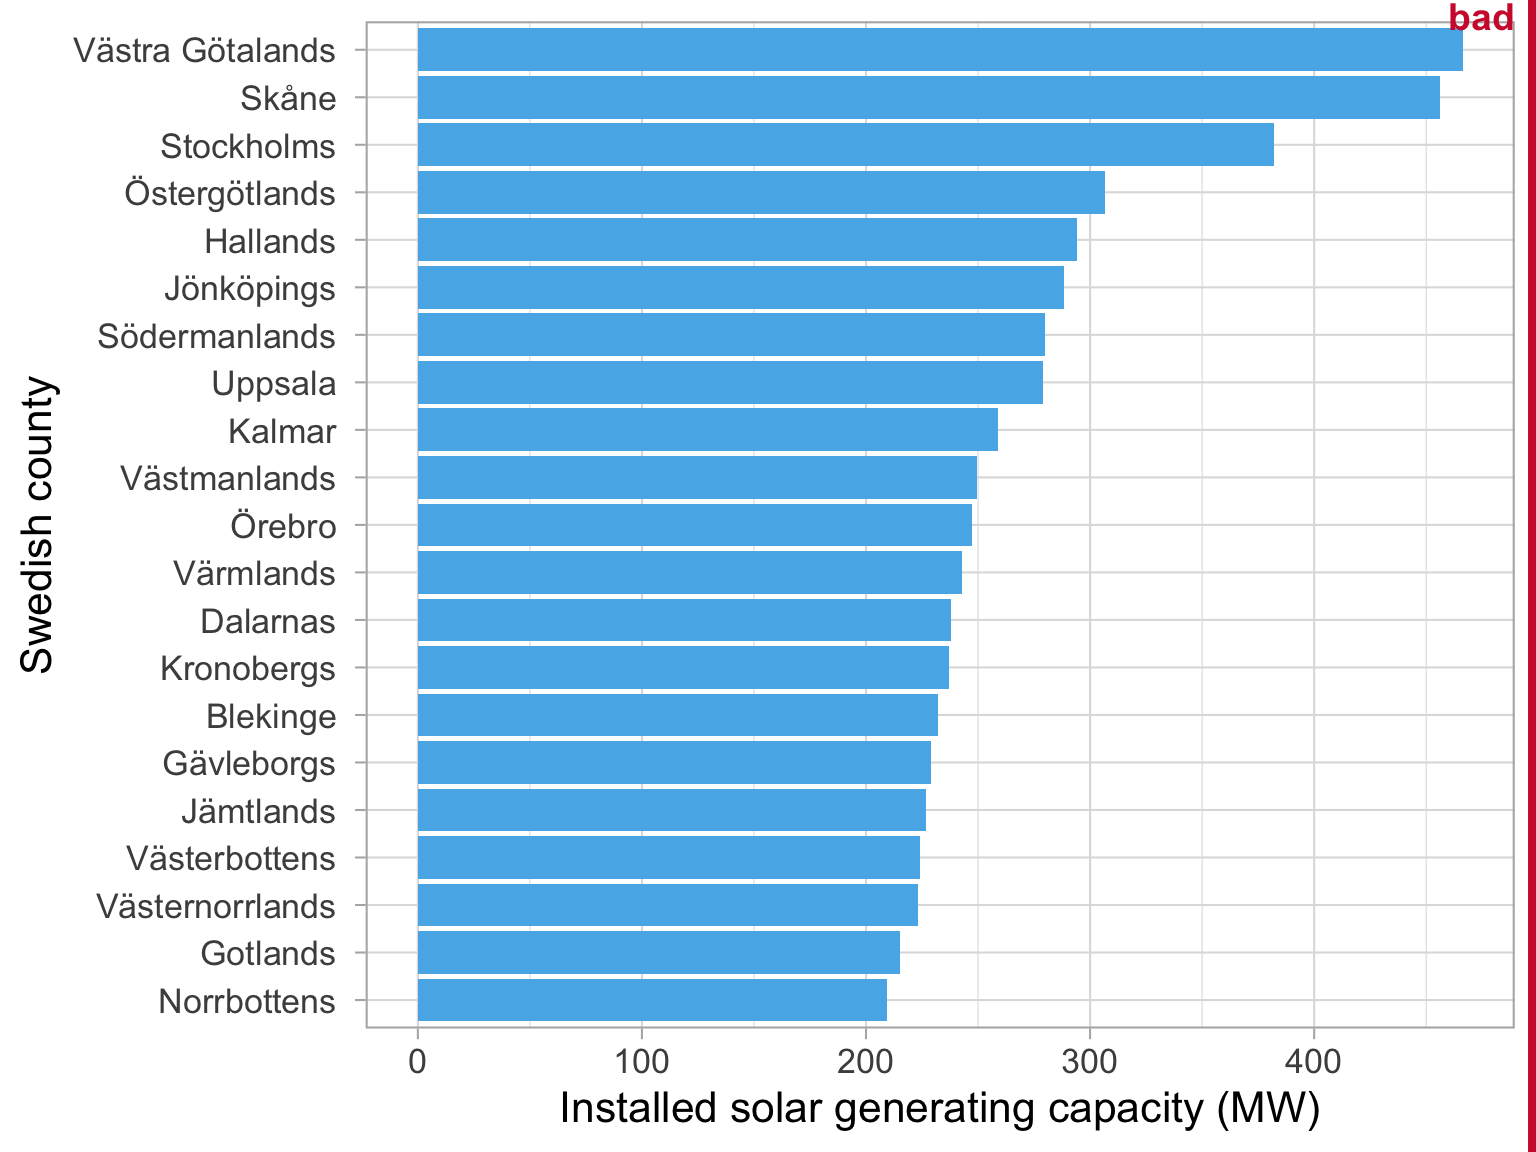 bad
Västra Götalands
Skåne
Stockholms
Östergötlands
Hallands
Jönköpings
Södermanlands
Uppsala
Kalmar
Västmanlands
Örebro
Värmlands
Dalarnas
Kronobergs
Blekinge
Gävleborgs
Jämtlands
Västerbottens
Västernorrlands
Gotlands
Norrbottens
Swedish county
0 100 200 300 400
Installed solar generating capacity (MW)